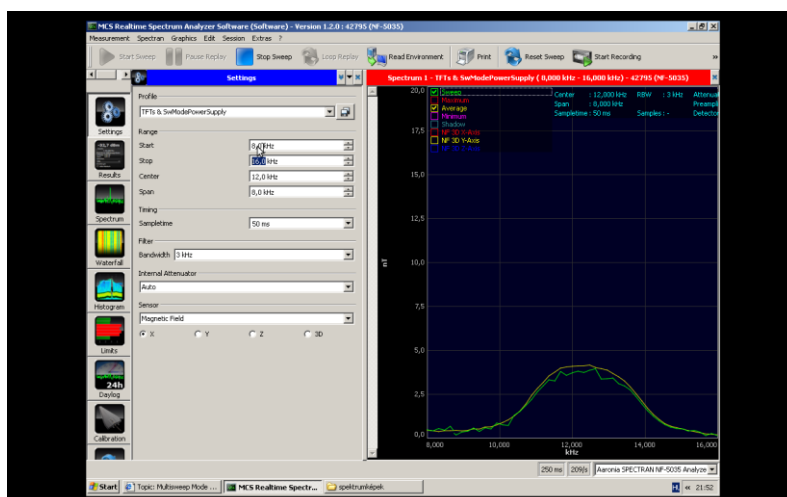 MCS Realtime Spectrum Analyzer Software (Software) - Version 1.2.0 : 42795 (NF-5035)
Measurement Spectran Graphics Edit Session Extras ?
Start Sweep Pause Replay Stop Sweep Loop Replay Read Environment Print Reset Sweep Start Recording »
Settings
Spectrum 1 - TFTs & SwModePowerSupply ( 8,000 kHz - 16,000 kHz) - 42795 (NF-5035)
Settings
Results
Spectrum
Waterfall
Histogram
Limits
24h
Daylog
Calibration
Profile
TFTs & SwModePowerSupply
Range
Start 8,0 kHz
Stop 16,0 kHz
Center 12,0 kHz
Span 8,0 kHz
Timing
Sampletime 50 ms
Filter
Bandwidth 3 kHz
Internal Attenuator
Auto
Sensor
Magnetic Field
X Y Z 3D
Sweep
Maximum
Average
Minimum
Shadow
NF 3D X-Axis
NF 3D Y-Axis
Center : 12,000 kHz RBW : 3 kHz Attenuat
Span : 8,000 kHz Preampl
Sampletime : 50 ms Samples : - Detector
20,0
17,5
15,0
12,5
nT
10,0
7,5
5,0
2,5
0,0
8,000 10,000 12,000 14,000 16,000
kHz
250 ms 209/s Aaronia SPECTRAN NF-5035 Analyze
Start Topic: Multisweep Mode ... MCS Realtime Spectr... spektrumképek HU « 21:52